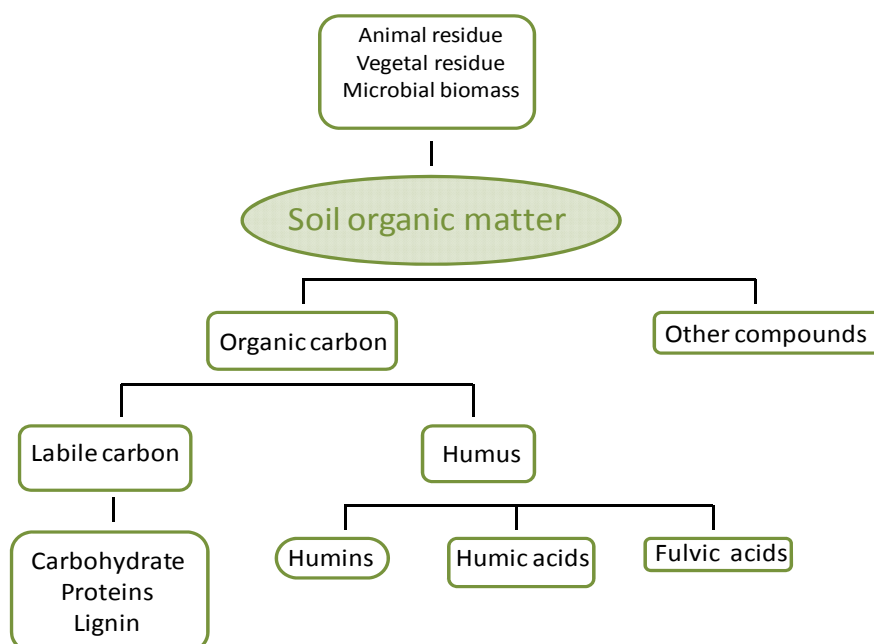 Animal residue
Vegetal residue
Microbial biomass
Soil organic matter
Organic carbon
Other compounds
Labile carbon
Humus
Carbohydrate
Proteins
Lignin
Humins
Humic acids
Fulvic acids